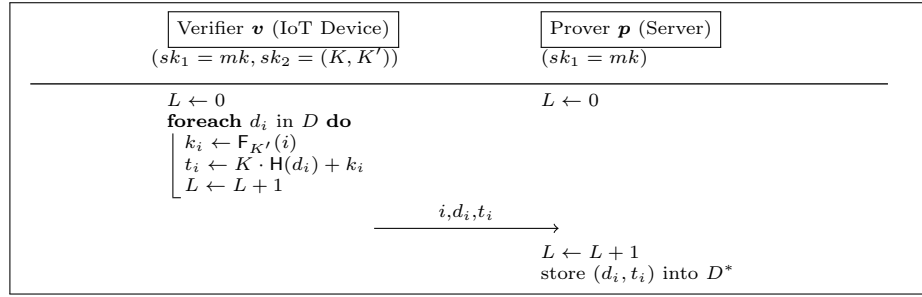 Verifier v (IoT Device)
Prover p (Server)
(sk₁ = mk, sk₂ = (K, K′))
(sk₁ = mk)
L ← 0
L ← 0
foreach dᵢ in D do
kᵢ ← F_K′(i)
tᵢ ← K · H(dᵢ) + kᵢ
L ← L + 1
i,dᵢ,tᵢ
L ← L + 1
store (dᵢ, tᵢ) into D*